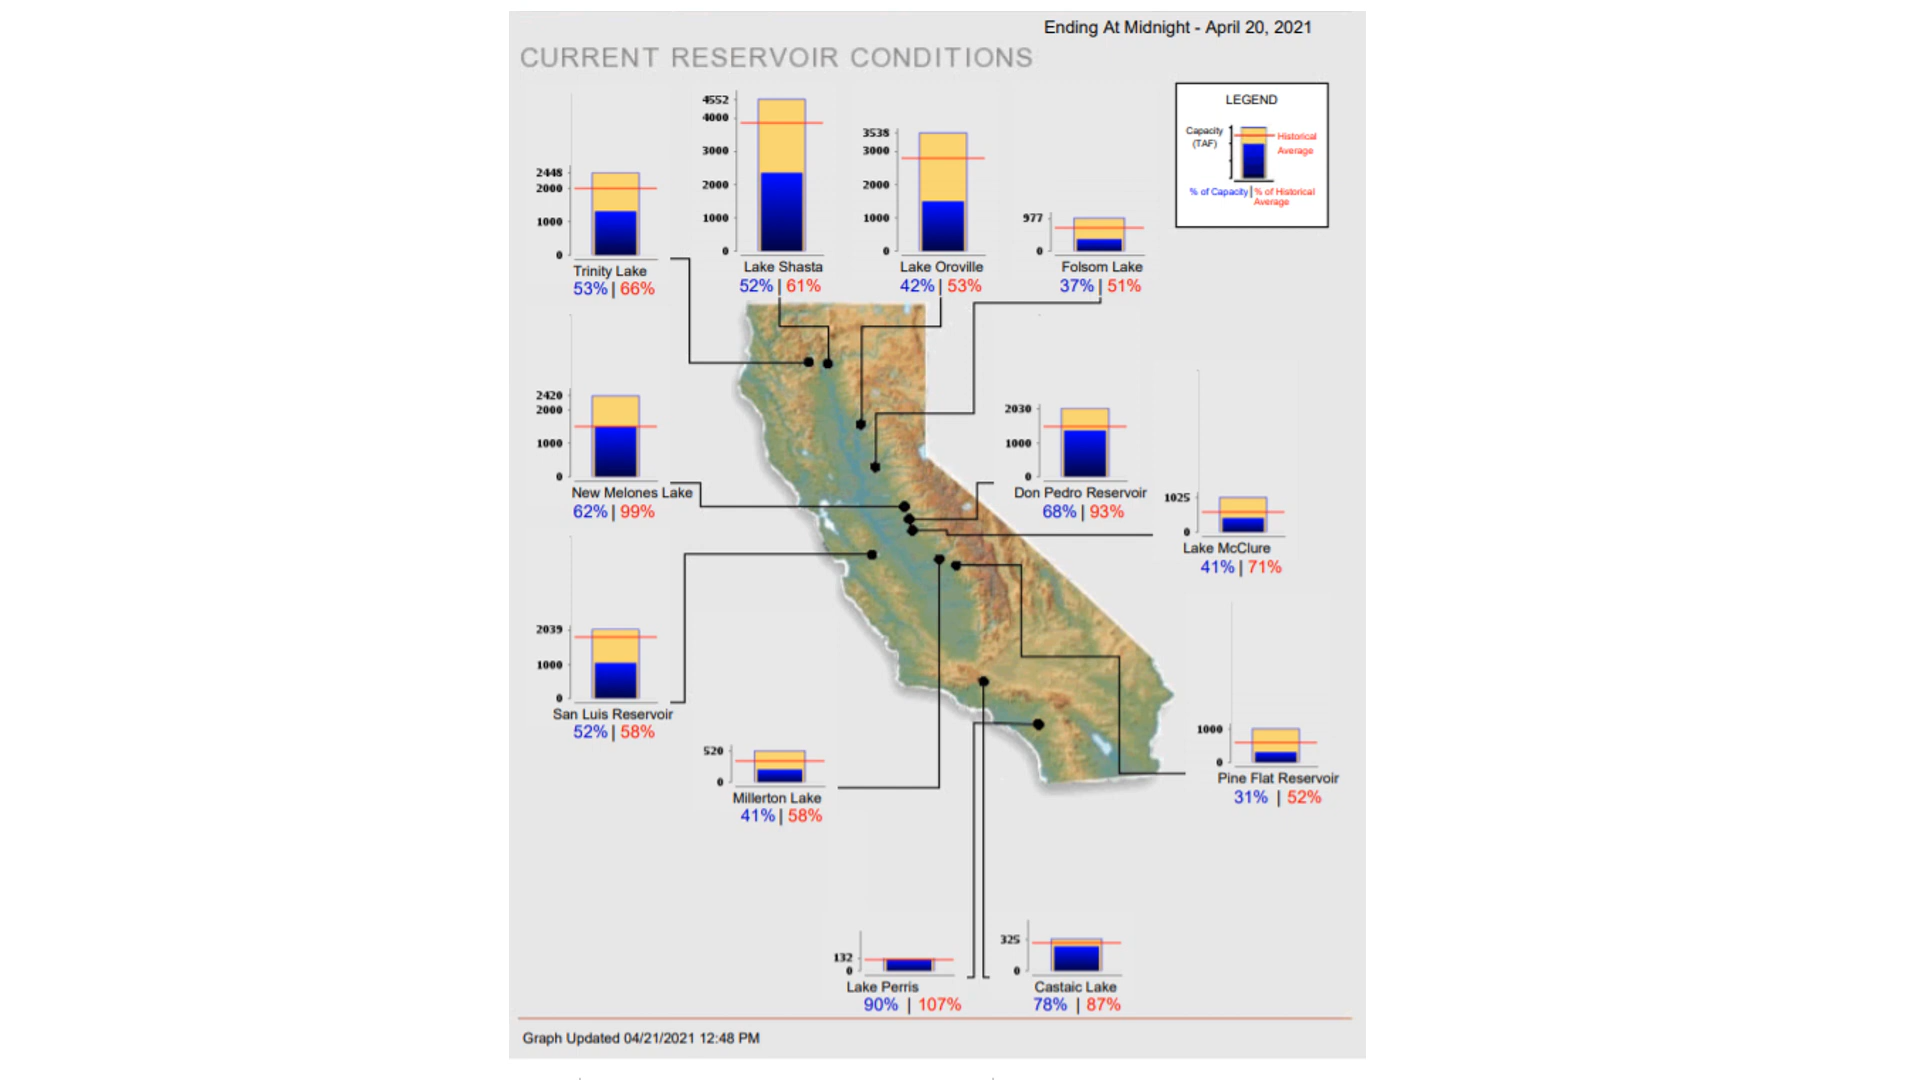 Ending At Midnight - April 20, 2021
CURRENT RESERVOIR CONDITIONS
LEGEND
Capacity
(TAF)
Historical
Average
% of Capacity | % of Historical
Average
2448
2000
1000
0
Trinity Lake
53% | 66%
4552
4000
3000
2000
1000
0
Lake Shasta
52% | 61%
3538
3000
2000
1000
0
Lake Oroville
42% | 53%
977
0
Folsom Lake
37% | 51%
2420
2000
1000
0
New Melones Lake
62% | 99%
2030
1000
0
Don Pedro Reservoir
68% | 93%
1025
0
Lake McClure
41% | 71%
2039
1000
0
San Luis Reservoir
52% | 58%
520
0
Millerton Lake
41% | 58%
1000
0
Pine Flat Reservoir
31% | 52%
132
0
Lake Perris
90% | 107%
325
0
Castaic Lake
78% | 87%
Graph Updated 04/21/2021 12:48 PM